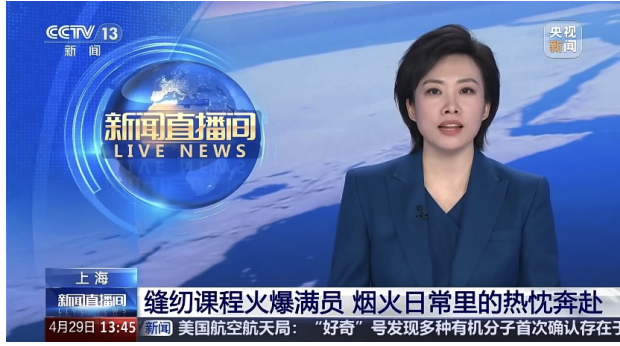 CCTV 13
新闻
央视
新闻
新闻直播间
LIVE NEWS
上海
新闻直播间
缝纫课程火爆满员 烟火日常里的热忱奔赴
4月29日 13:45
新闻 美国航空航天局：“好奇”号发现多种有机分子首次确认存在于